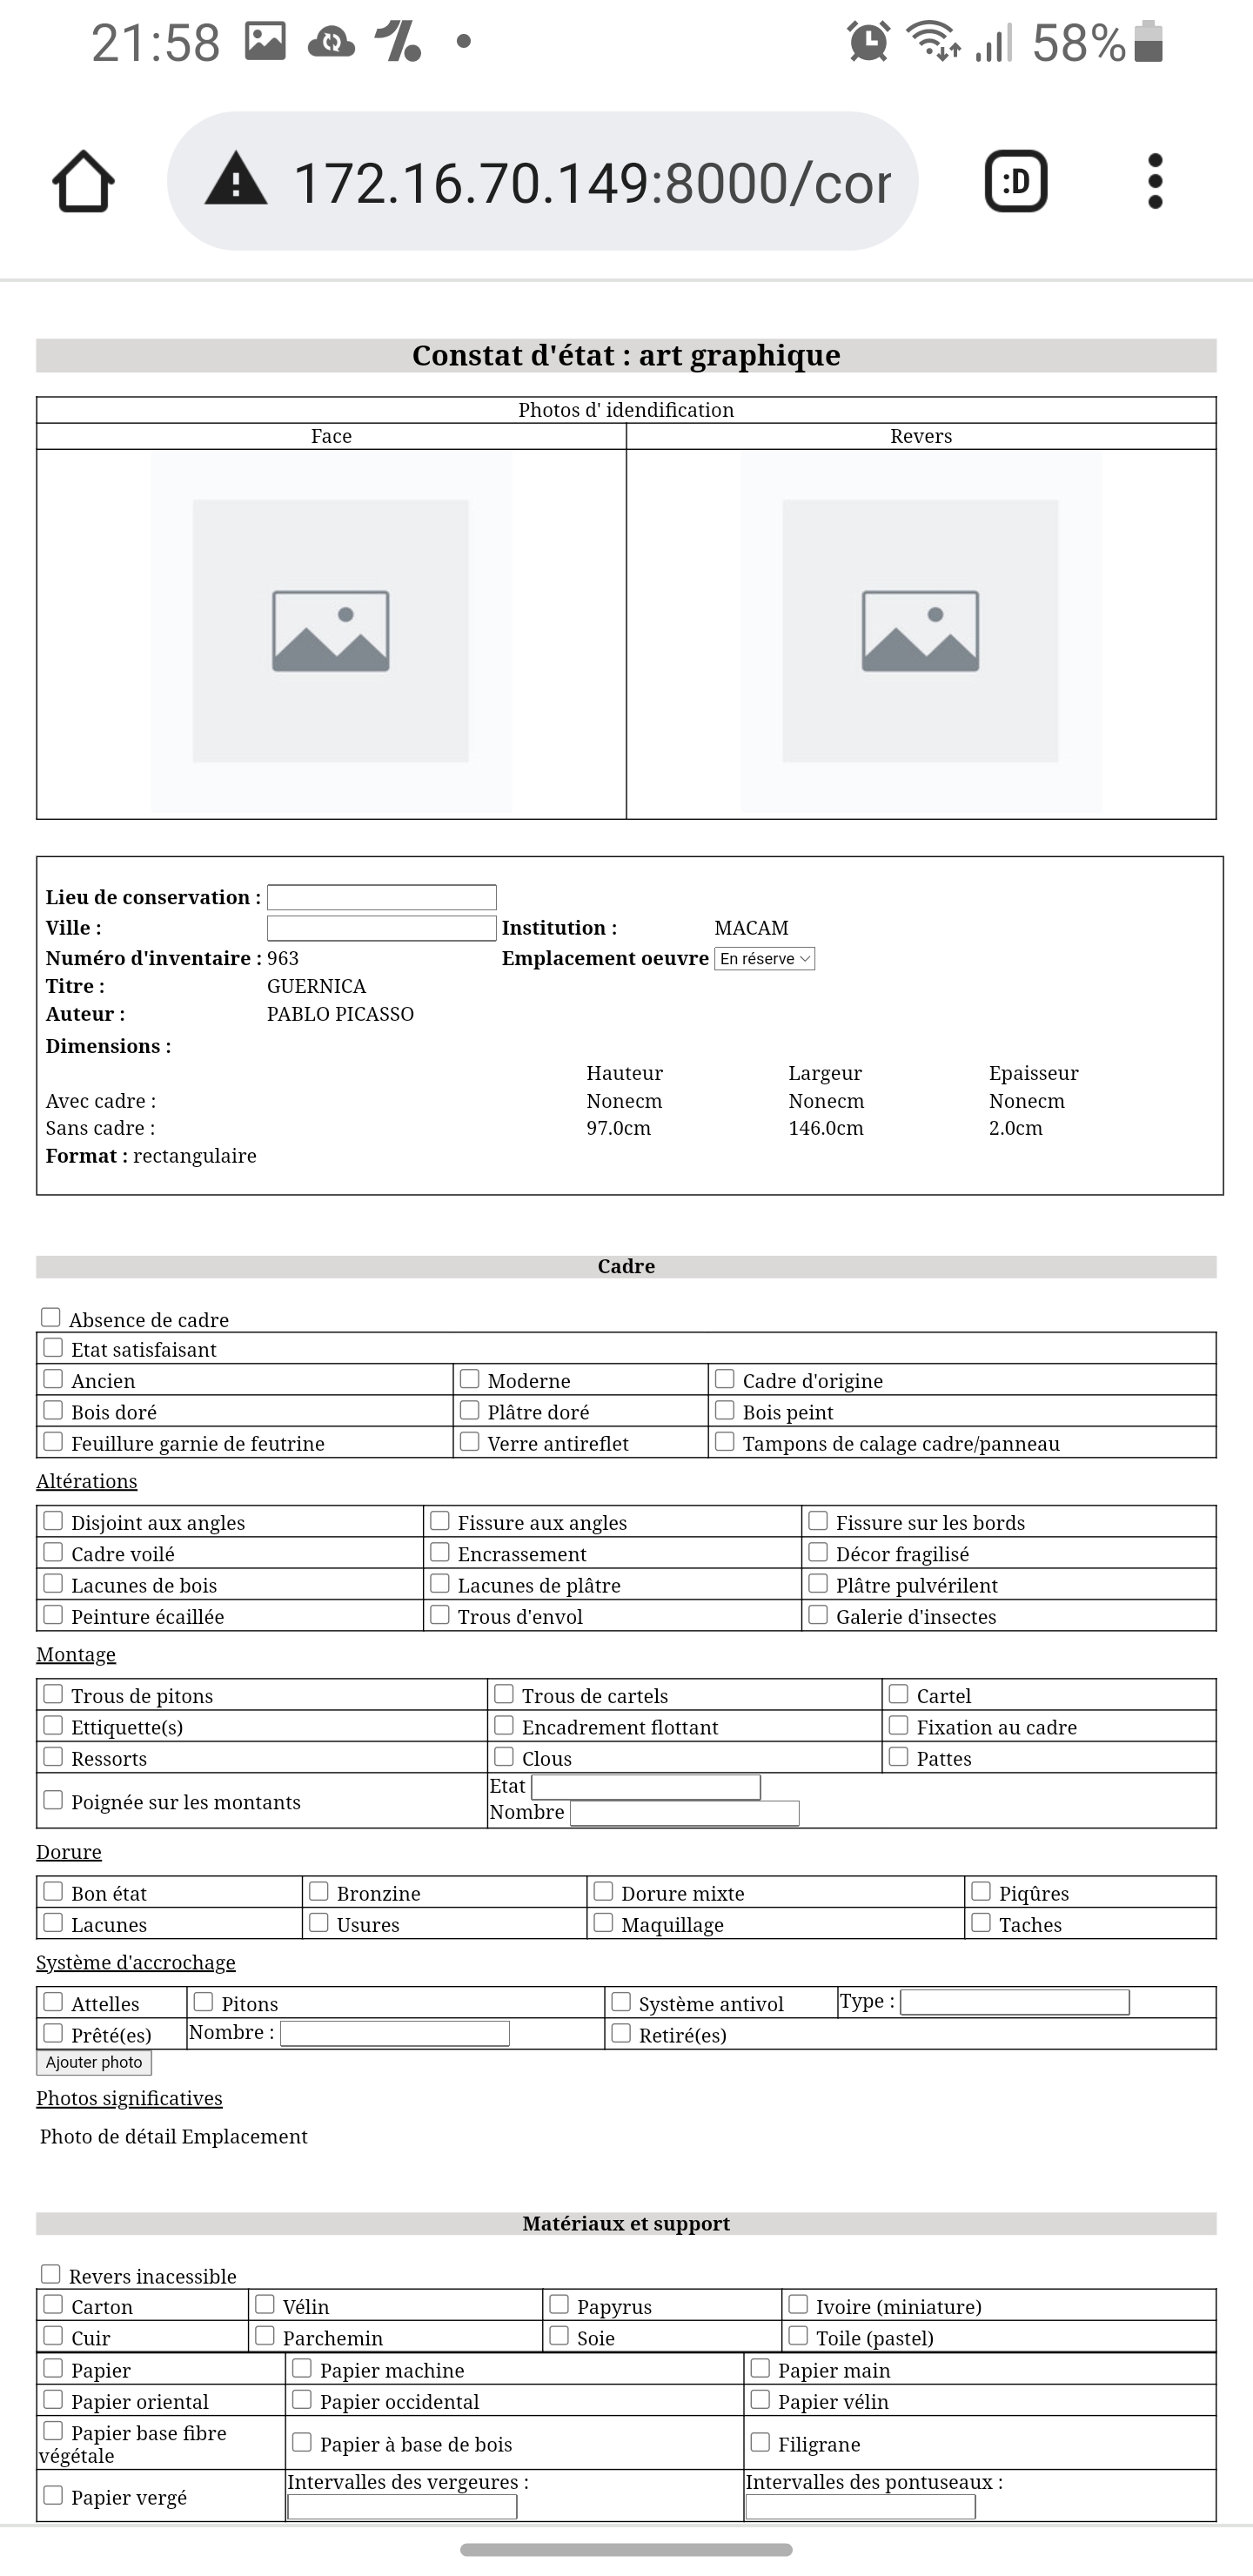 21:58 58%
172.16.70.149:8000/cor :D
Constat d'état : art graphique
Photos d' idendification
Face Revers
Lieu de conservation :
Ville : Institution : MACAM
Numéro d'inventaire : 963 Emplacement oeuvre En réserve
Titre : GUERNICA
Auteur : PABLO PICASSO
Dimensions :
Hauteur Largeur Epaisseur
Avec cadre : Nonecm Nonecm Nonecm
Sans cadre : 97.0cm 146.0cm 2.0cm
Format : rectangulaire
Cadre
Absence de cadre
Etat satisfaisant
Ancien Moderne Cadre d'origine
Bois doré Plâtre doré Bois peint
Feuillure garnie de feutrine Verre antireflet Tampons de calage cadre/panneau
Altérations
Disjoint aux angles Fissure aux angles Fissure sur les bords
Cadre voilé Encrassement Décor fragilisé
Lacunes de bois Lacunes de plâtre Plâtre pulvérilent
Peinture écaillée Trous d'envol Galerie d'insectes
Montage
Trous de pitons Trous de cartels Cartel
Ettiquette(s) Encadrement flottant Fixation au cadre
Ressorts Clous Pattes
Poignée sur les montants Etat
Nombre
Dorure
Bon état Bronzine Dorure mixte Piqûres
Lacunes Usures Maquillage Taches
Système d'accrochage
Attelles Pitons Système antivol Type :
Prêté(es) Nombre : Retiré(es)
Ajouter photo
Photos significatives
Photo de détail Emplacement
Matériaux et support
Revers inacessible
Carton Vélin Papyrus Ivoire (miniature)
Cuir Parchemin Soie Toile (pastel)
Papier Papier machine Papier main
Papier oriental Papier occidental Papier vélin
Papier base fibre
végétale Papier à base de bois Filigrane
Papier vergé Intervalles des vergeures : Intervalles des pontuseaux :